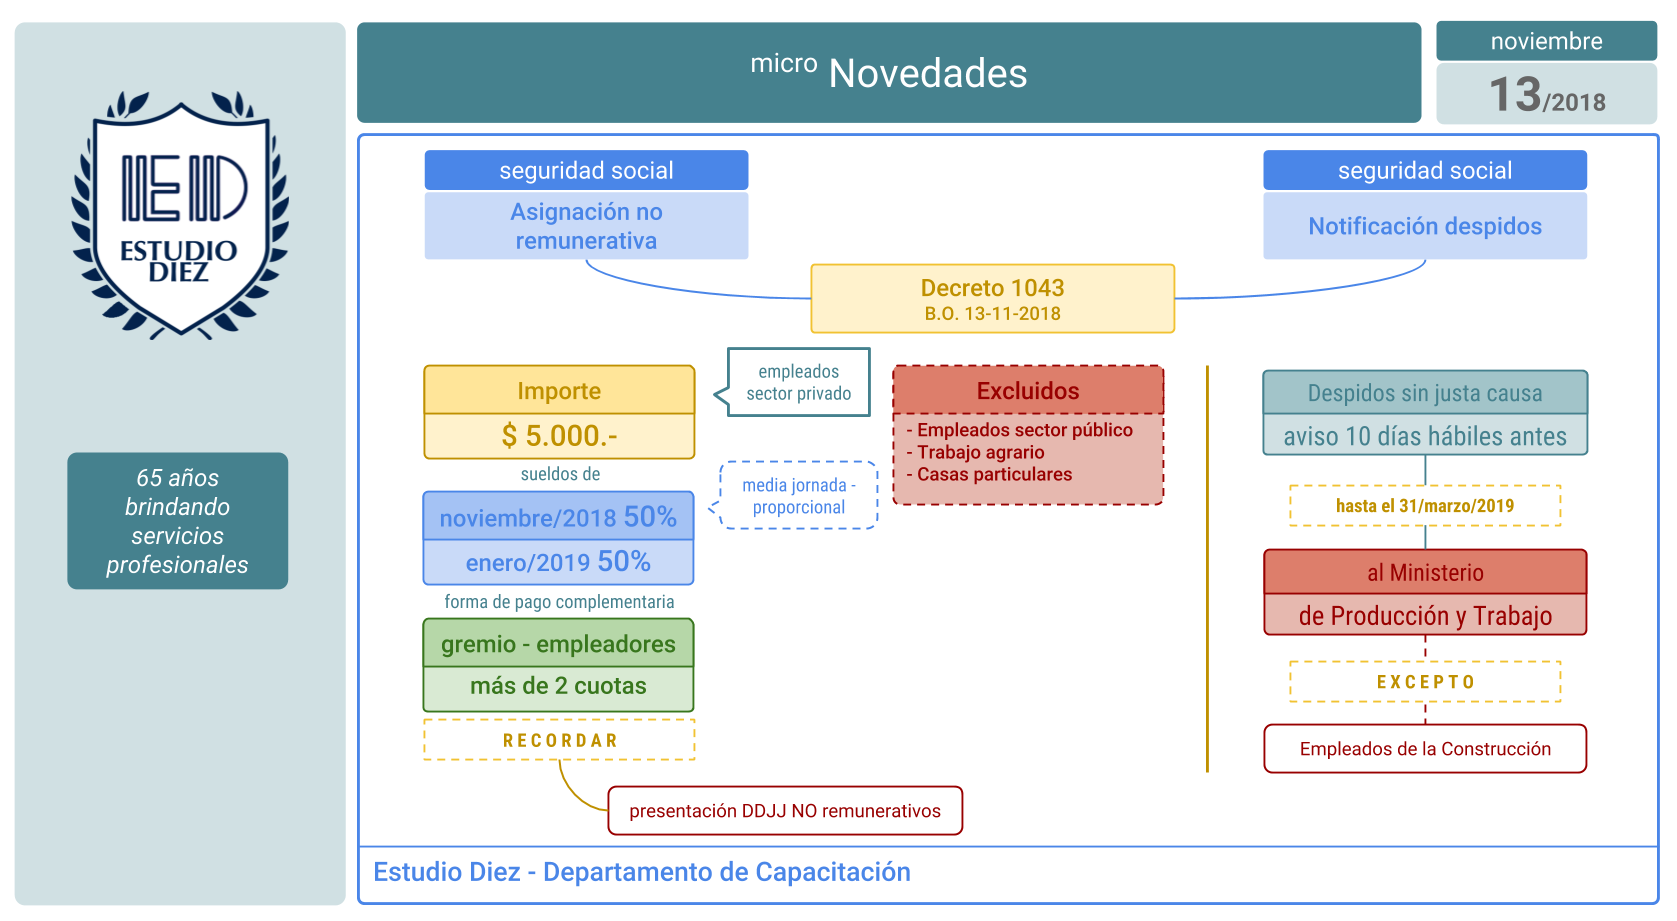 ED
ESTUDIO
DIEZ
65 años
brindando
servicios
profesionales
micro Novedades
noviembre
13/2018
seguridad social
Asignación no
remunerativa
seguridad social
Notificación despidos
Decreto 1043
B.O. 13-11-2018
Importe
$ 5.000.-
empleados
sector privado
sueldos de
noviembre/2018 50%
enero/2019 50%
media jornada -
proporcional
forma de pago complementaria
gremio - empleadores
más de 2 cuotas
RECORDAR
presentación DDJJ NO remunerativos
Excluidos
- Empleados sector público
- Trabajo agrario
- Casas particulares
Despidos sin justa causa
aviso 10 días hábiles antes
hasta el 31/marzo/2019
al Ministerio
de Producción y Trabajo
EXCEPTO
Empleados de la Construcción
Estudio Diez - Departamento de Capacitación